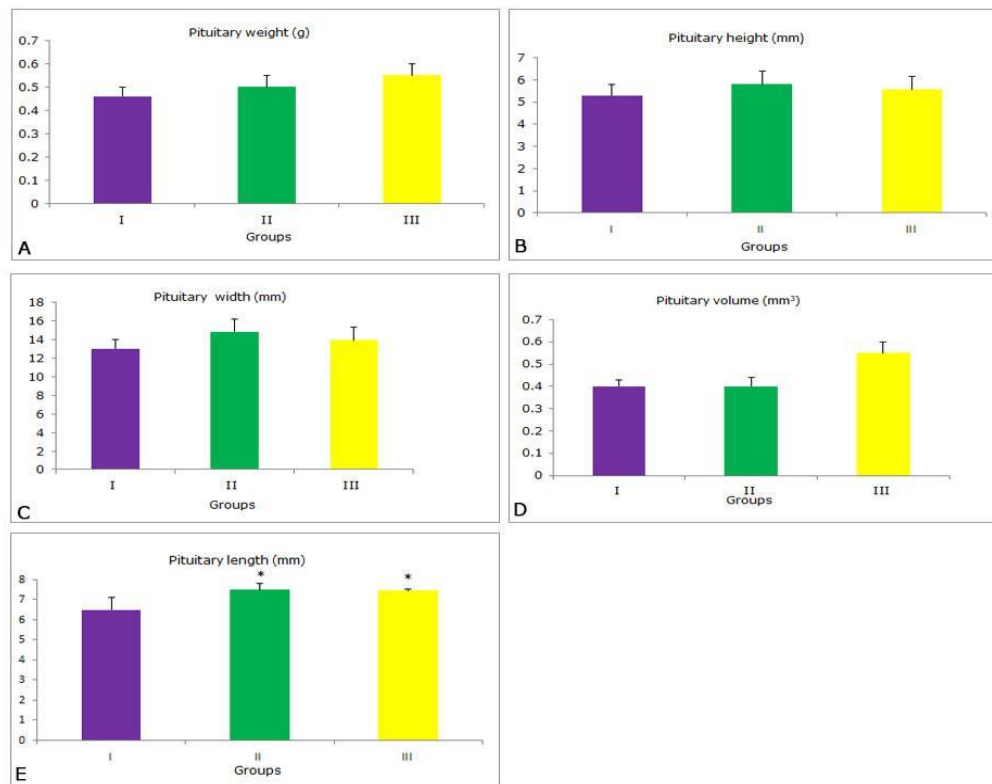 Pituitary weight (g)
0.7
0.6
0.5
0.4
0.3
0.2
0.1
0
I II III
Groups
A
Pituitary height (mm)
7
6
5
4
3
2
1
0
I II III
Groups
B
Pituitary width (mm)
18
16
14
12
10
8
6
4
2
0
I II III
Groups
C
Pituitary volume (mm³)
0.7
0.6
0.5
0.4
0.3
0.2
0.1
0
I II III
Groups
D
Pituitary length (mm)
* *
8
7
6
5
4
3
2
1
0
I II III
Groups
E